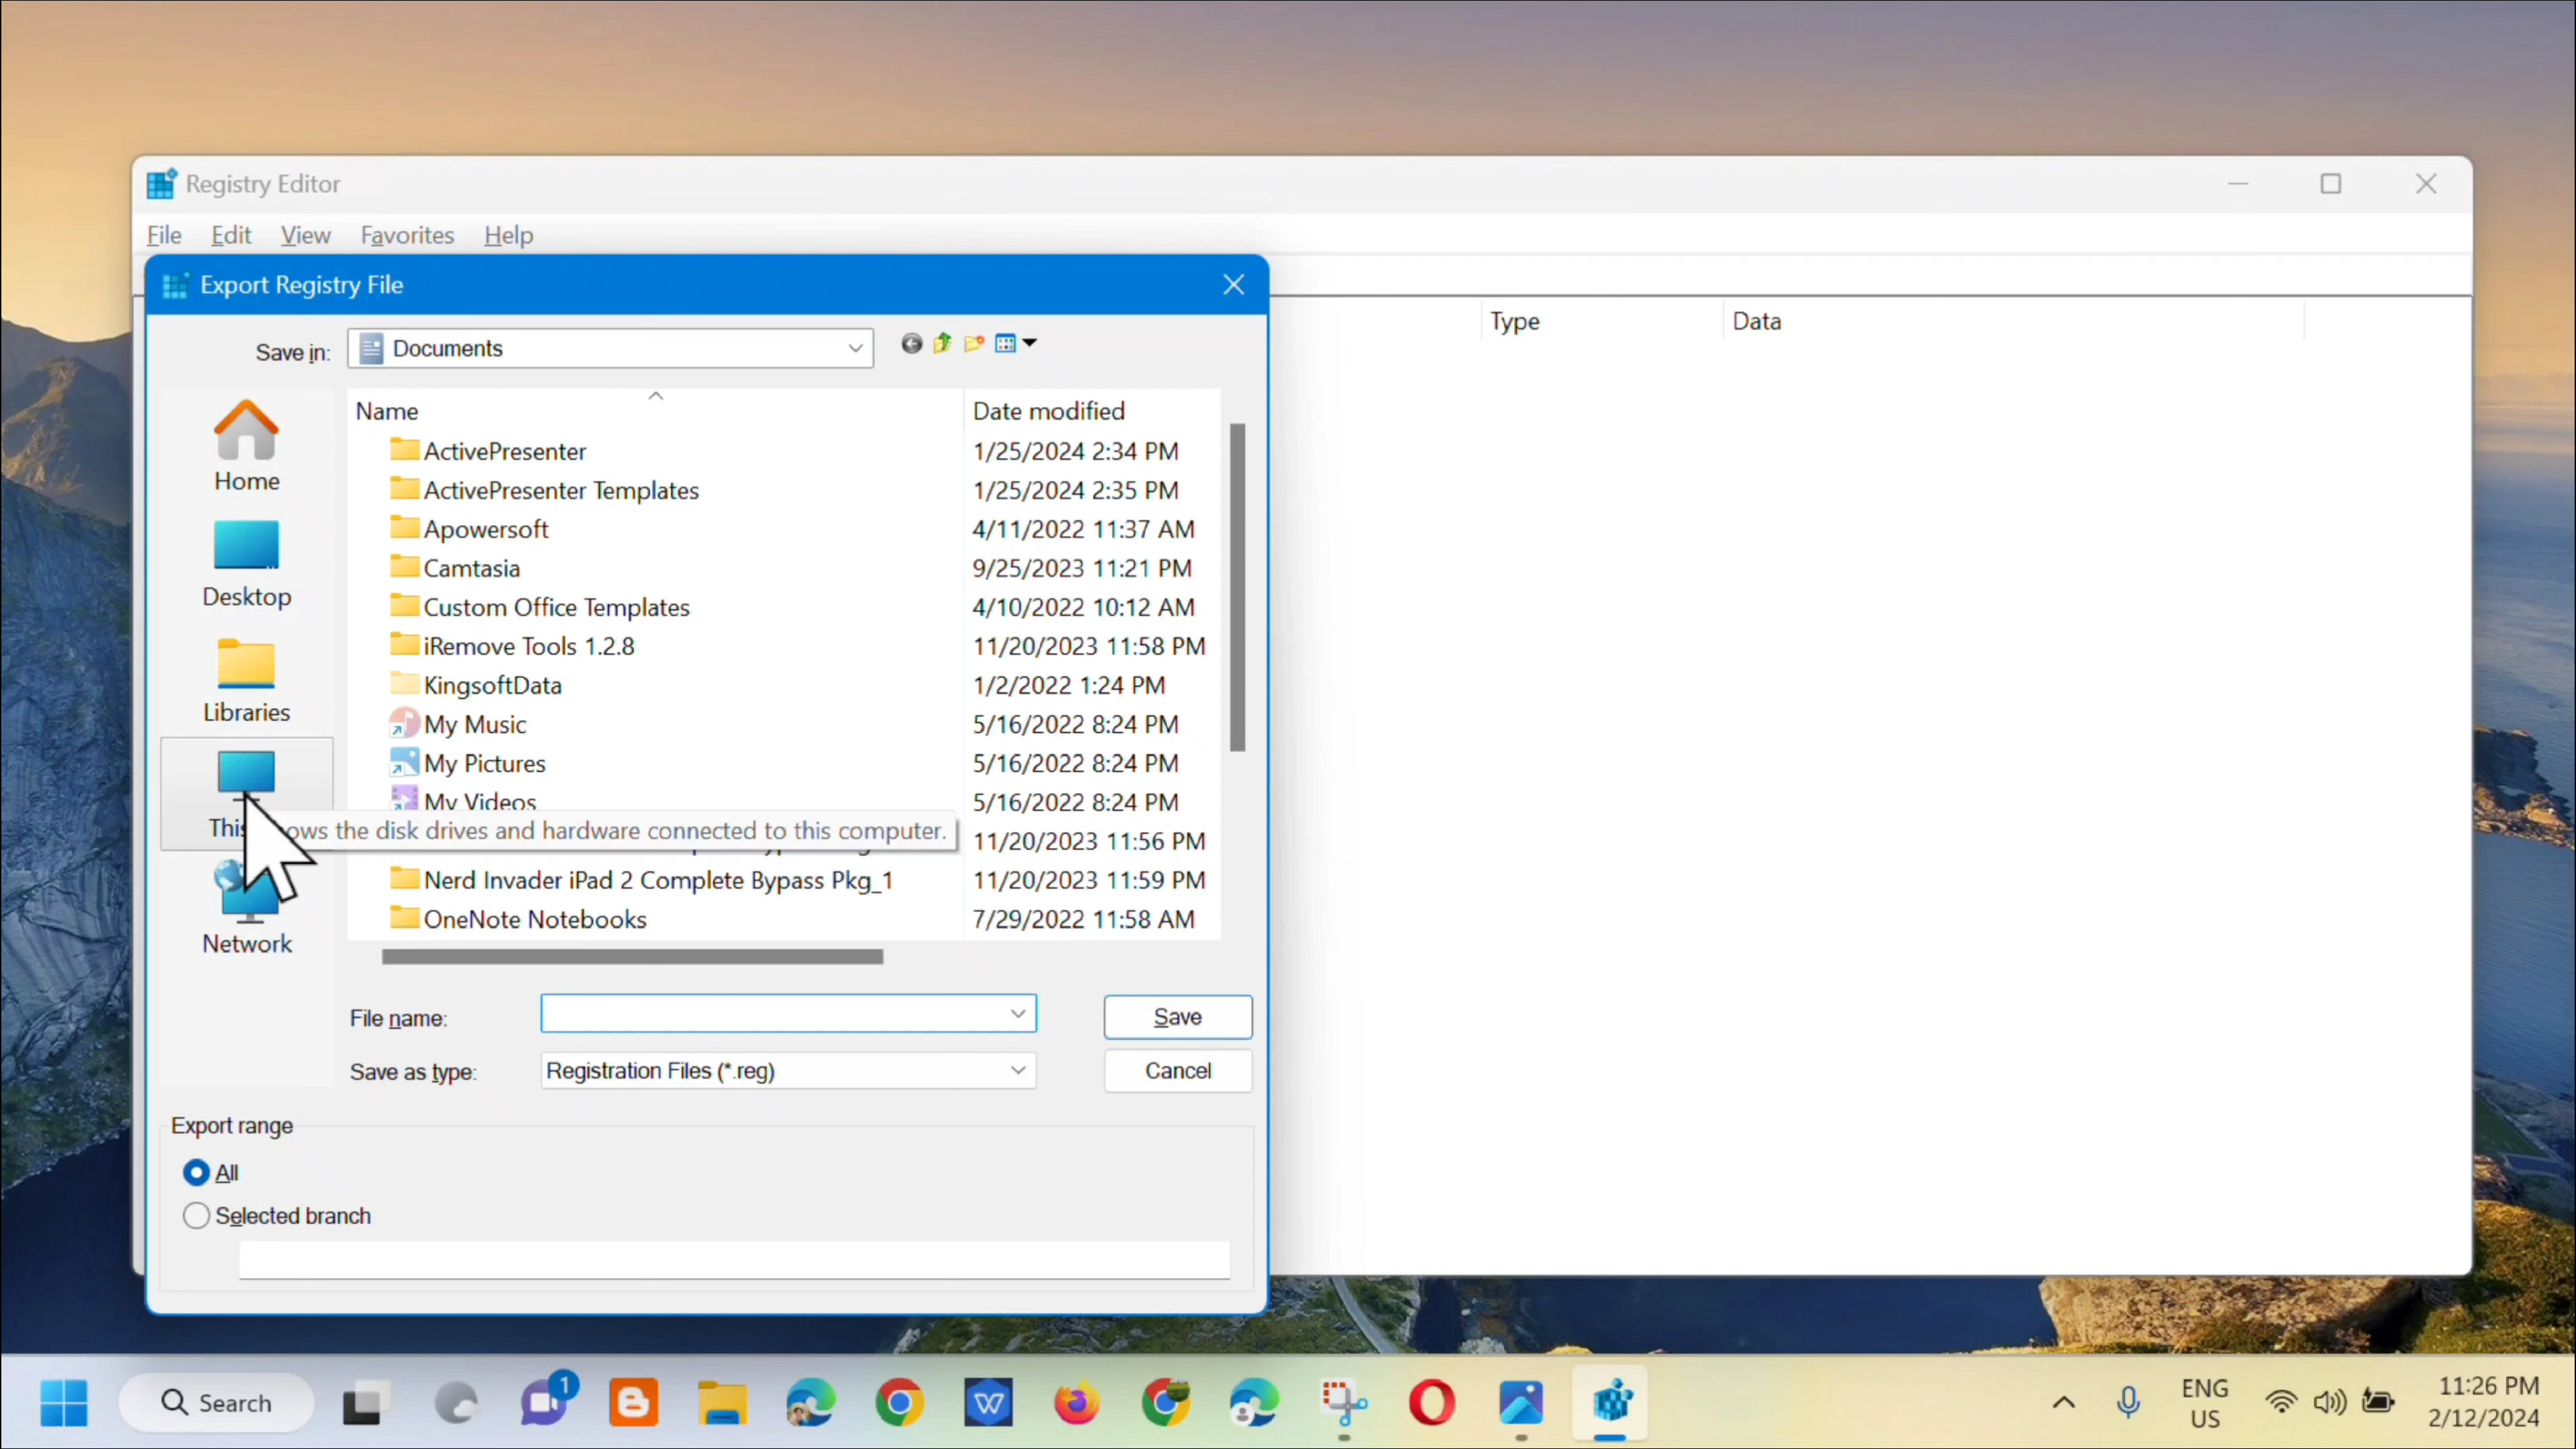 Registry Editor
File Edit View Favorites Help
Export Registry File
Type Data
Save in: Documents
Name Date modified
Home
Desktop
Libraries
Network
ActivePresenter 1/25/2024 2:34 PM
ActivePresenter Templates 1/25/2024 2:35 PM
Apowersoft 4/11/2022 11:37 AM
Camtasia 9/25/2023 11:21 PM
Custom Office Templates 4/10/2022 10:12 AM
iRemove Tools 1.2.8 11/20/2023 11:58 PM
KingsoftData 1/2/2022 1:24 PM
My Music 5/16/2022 8:24 PM
My Pictures 5/16/2022 8:24 PM
My Videos 5/16/2022 8:24 PM
This the disk drives and hardware connected to this computer. 11/20/2023 11:56 PM
Nerd Invader iPad 2 Complete Bypass Pkg_1 11/20/2023 11:59 PM
OneNote Notebooks 7/29/2022 11:58 AM
File name: Save
Save as type: Registration Files (*.reg) Cancel
Export range
All
Selected branch
Search 1 ENG 11:26 PM
US 2/12/2024